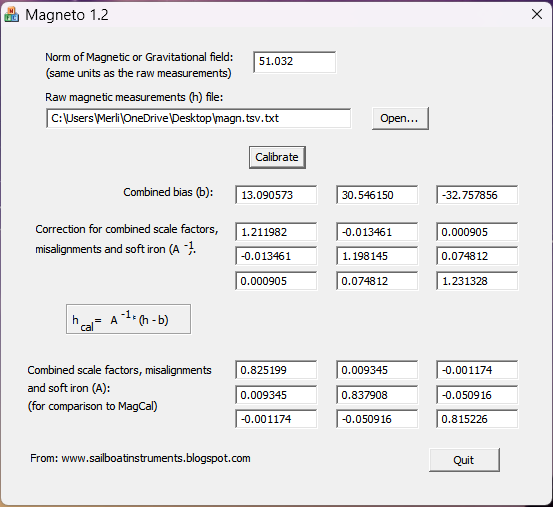 Magneto 1.2
Norm of Magnetic or Gravitational field: 51.032
(same units as the raw measurements)
Raw magnetic measurements (h) file:
C:\Users\Merli\OneDrive\Desktop\magn.tsv.txt Open...
Calibrate
Combined bias (b): 13.090573 30.546150 -32.757856
Correction for combined scale factors, 1.211982 -0.013461 0.000905
misalignments and soft iron (A -1): -0.013461 1.198145 0.074812
0.000905 0.074812 1.231328
h cal = A -1 * (h - b)
Combined scale factors, misalignments 0.825199 0.009345 -0.001174
and soft iron (A): 0.009345 0.837908 -0.050916
(for comparison to MagCal) -0.001174 -0.050916 0.815226
From: www.sailboatinstruments.blogspot.com Quit